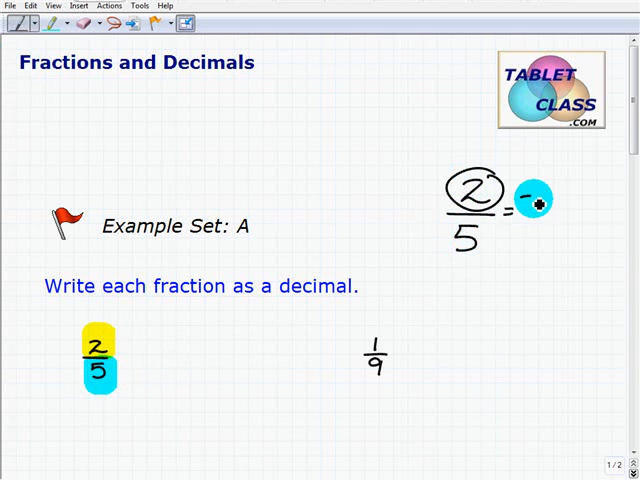 File Edit View Insert Actions Tools Help
Fractions and Decimals
TABLET
CLASS
.COM
2
5
=
Example Set: A
Write each fraction as a decimal.
2
5
1
9
1/2